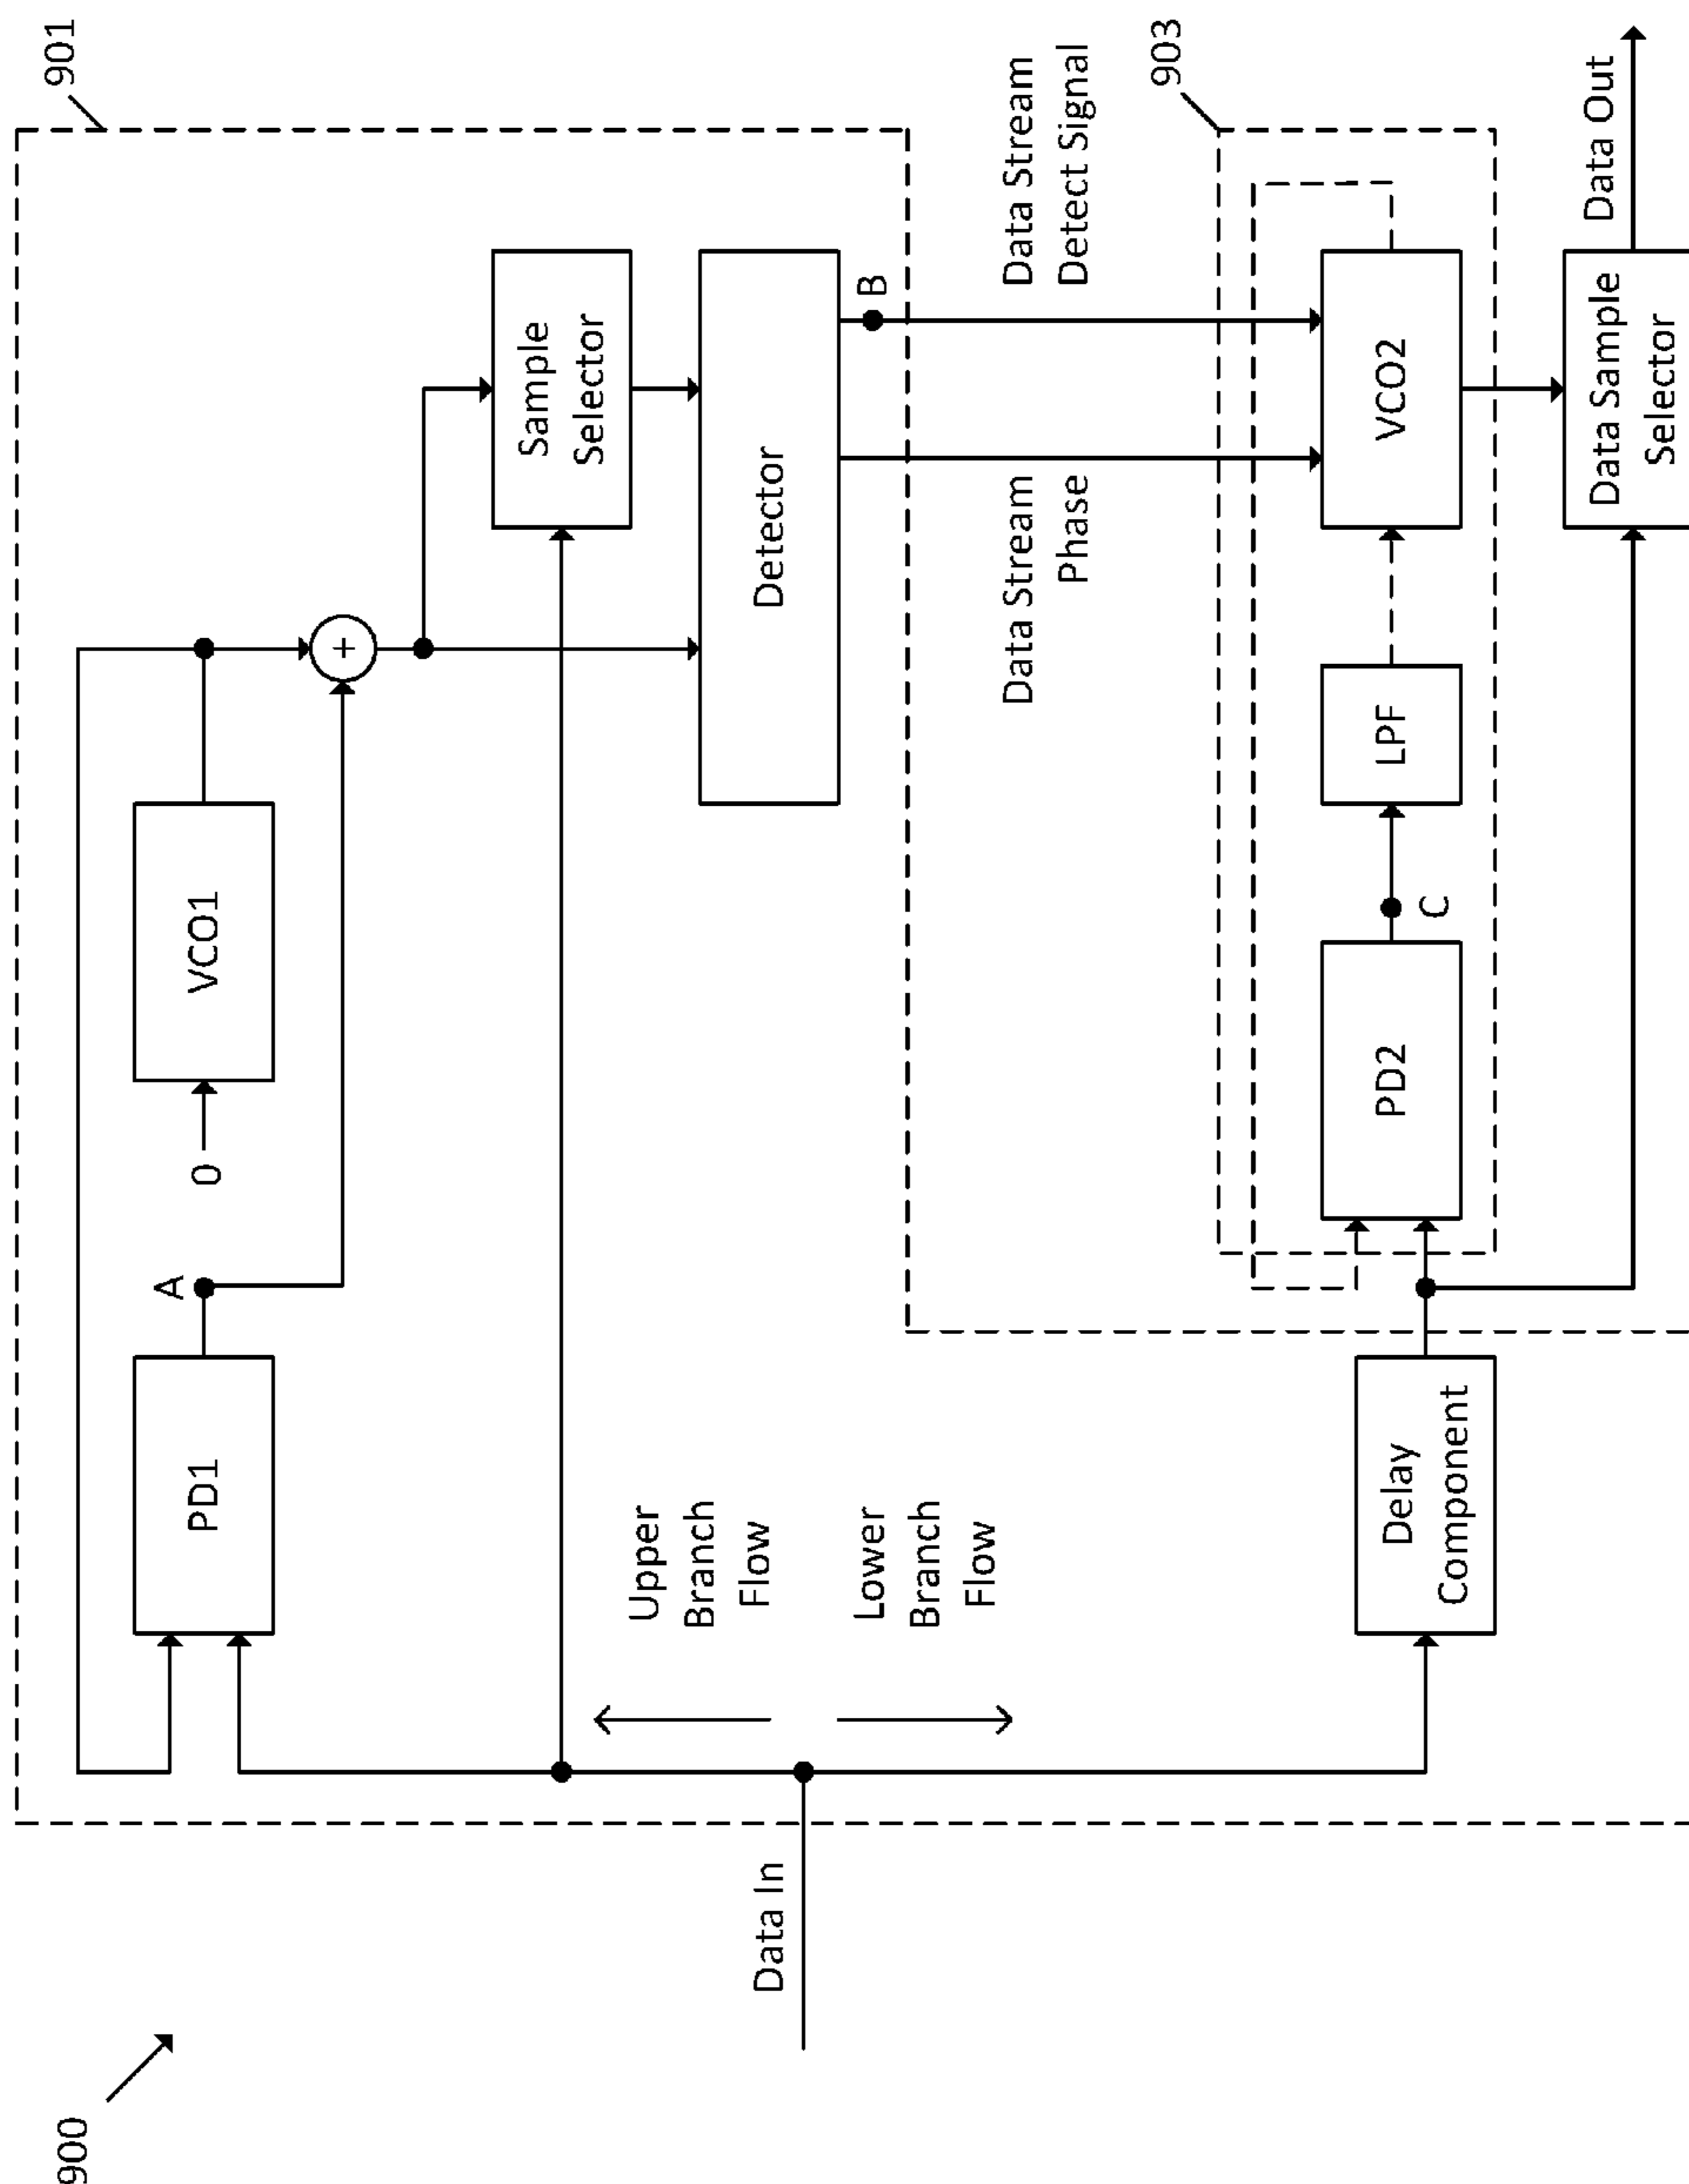 900
901
PD1
A
0
VCO1
+
Sample
Selector
Detector
B
Upper
Branch
Flow
Lower
Branch
Flow
Data In
Data Stream
Phase
Data Stream
Detect Signal
903
Delay
Component
PD2
C
LPF
VCO2
Data Sample
Selector
Data Out